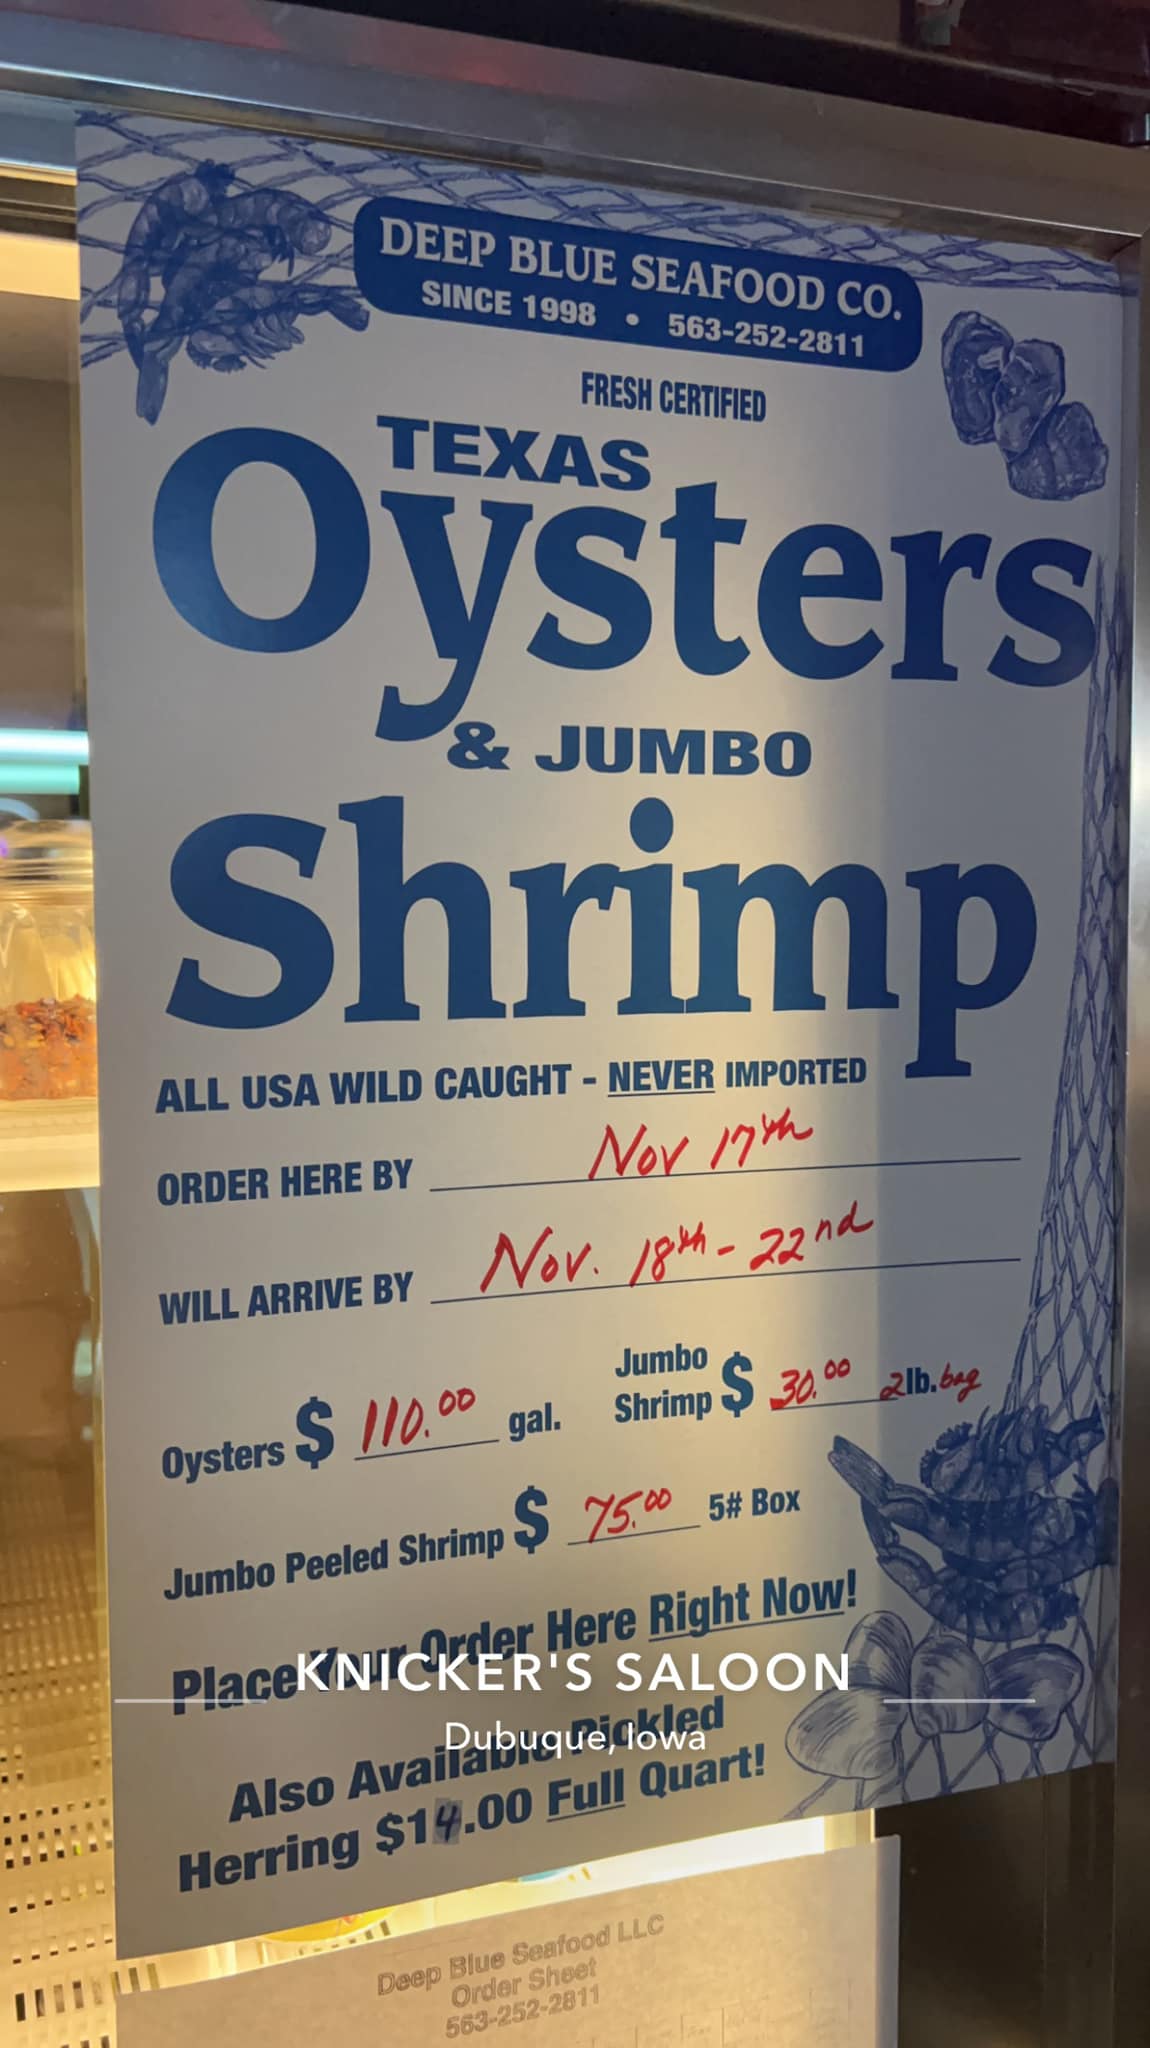 DEEP BLUE SEAFOOD CO.
SINCE 1998 • 563-252-2811
FRESH CERTIFIED
TEXAS
Oysters
& JUMBO
Shrimp
ALL USA WILD CAUGHT - NEVER IMPORTED
ORDER HERE BY Nov 17th
WILL ARRIVE BY Nov. 18th - 22nd
Oysters $ 110.00 gal. Jumbo Shrimp $ 30.00 2lb. bag
Jumbo Peeled Shrimp $ 75.00 5# Box
Place Your Order Here Right Now!
KNICKER'S SALOON
Dubuque, Iowa
Also Available Pickled
Herring $14.00 Full Quart!
Deep Blue Seafood LLC
Order Sheet
563-252-2811